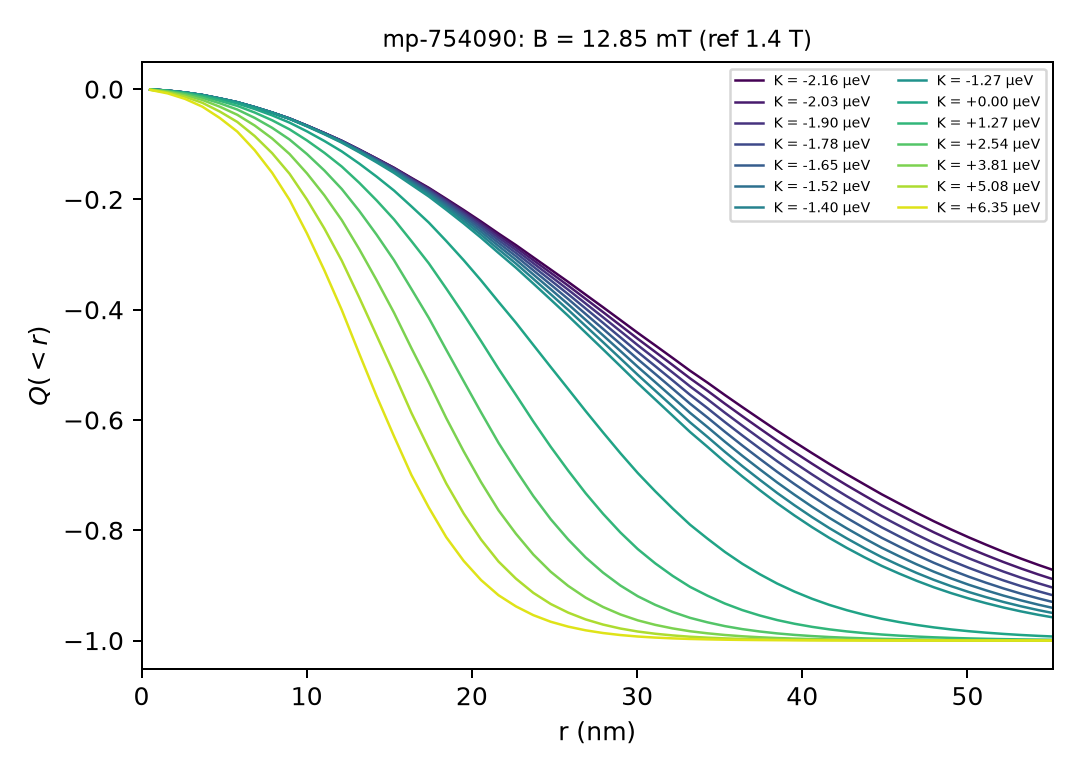 mp-754090: B = 12.85 mT (ref 1.4 T)
K = -2.16 μeV
K = -2.03 μeV
K = -1.90 μeV
K = -1.78 μeV
K = -1.65 μeV
K = -1.52 μeV
K = -1.40 μeV
K = -1.27 μeV
K = +0.00 μeV
K = +1.27 μeV
K = +2.54 μeV
K = +3.81 μeV
K = +5.08 μeV
K = +6.35 μeV
0.0
−0.2
−0.4
−0.6
−0.8
−1.0
Q( < r)
0 10 20 30 40 50
r (nm)